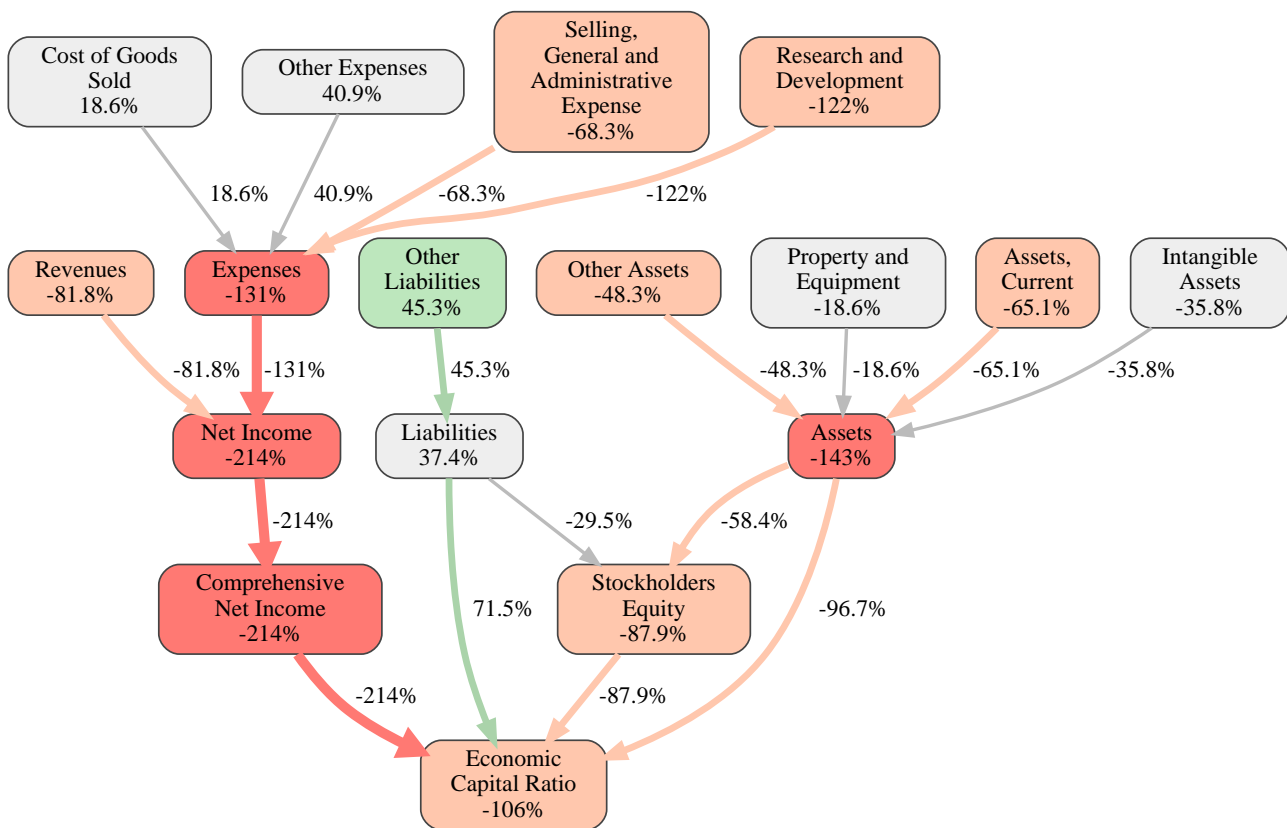 Cost of Goods
Sold
18.6%
Other Expenses
40.9%
Selling,
General and
Administrative
Expense
-68.3%
Research and
Development
-122%
18.6%
40.9%
-68.3%
-122%
Revenues
-81.8%
Expenses
-131%
Other
Liabilities
45.3%
Other Assets
-48.3%
Property and
Equipment
-18.6%
Assets,
Current
-65.1%
Intangible
Assets
-35.8%
-81.8%
-131%
45.3%
-48.3%
-18.6%
-65.1%
-35.8%
Net Income
-214%
Liabilities
37.4%
Assets
-143%
-214%
-29.5%
-58.4%
Comprehensive
Net Income
-214%
71.5%
Stockholders
Equity
-87.9%
-96.7%
-214%
-87.9%
Economic
Capital Ratio
-106%